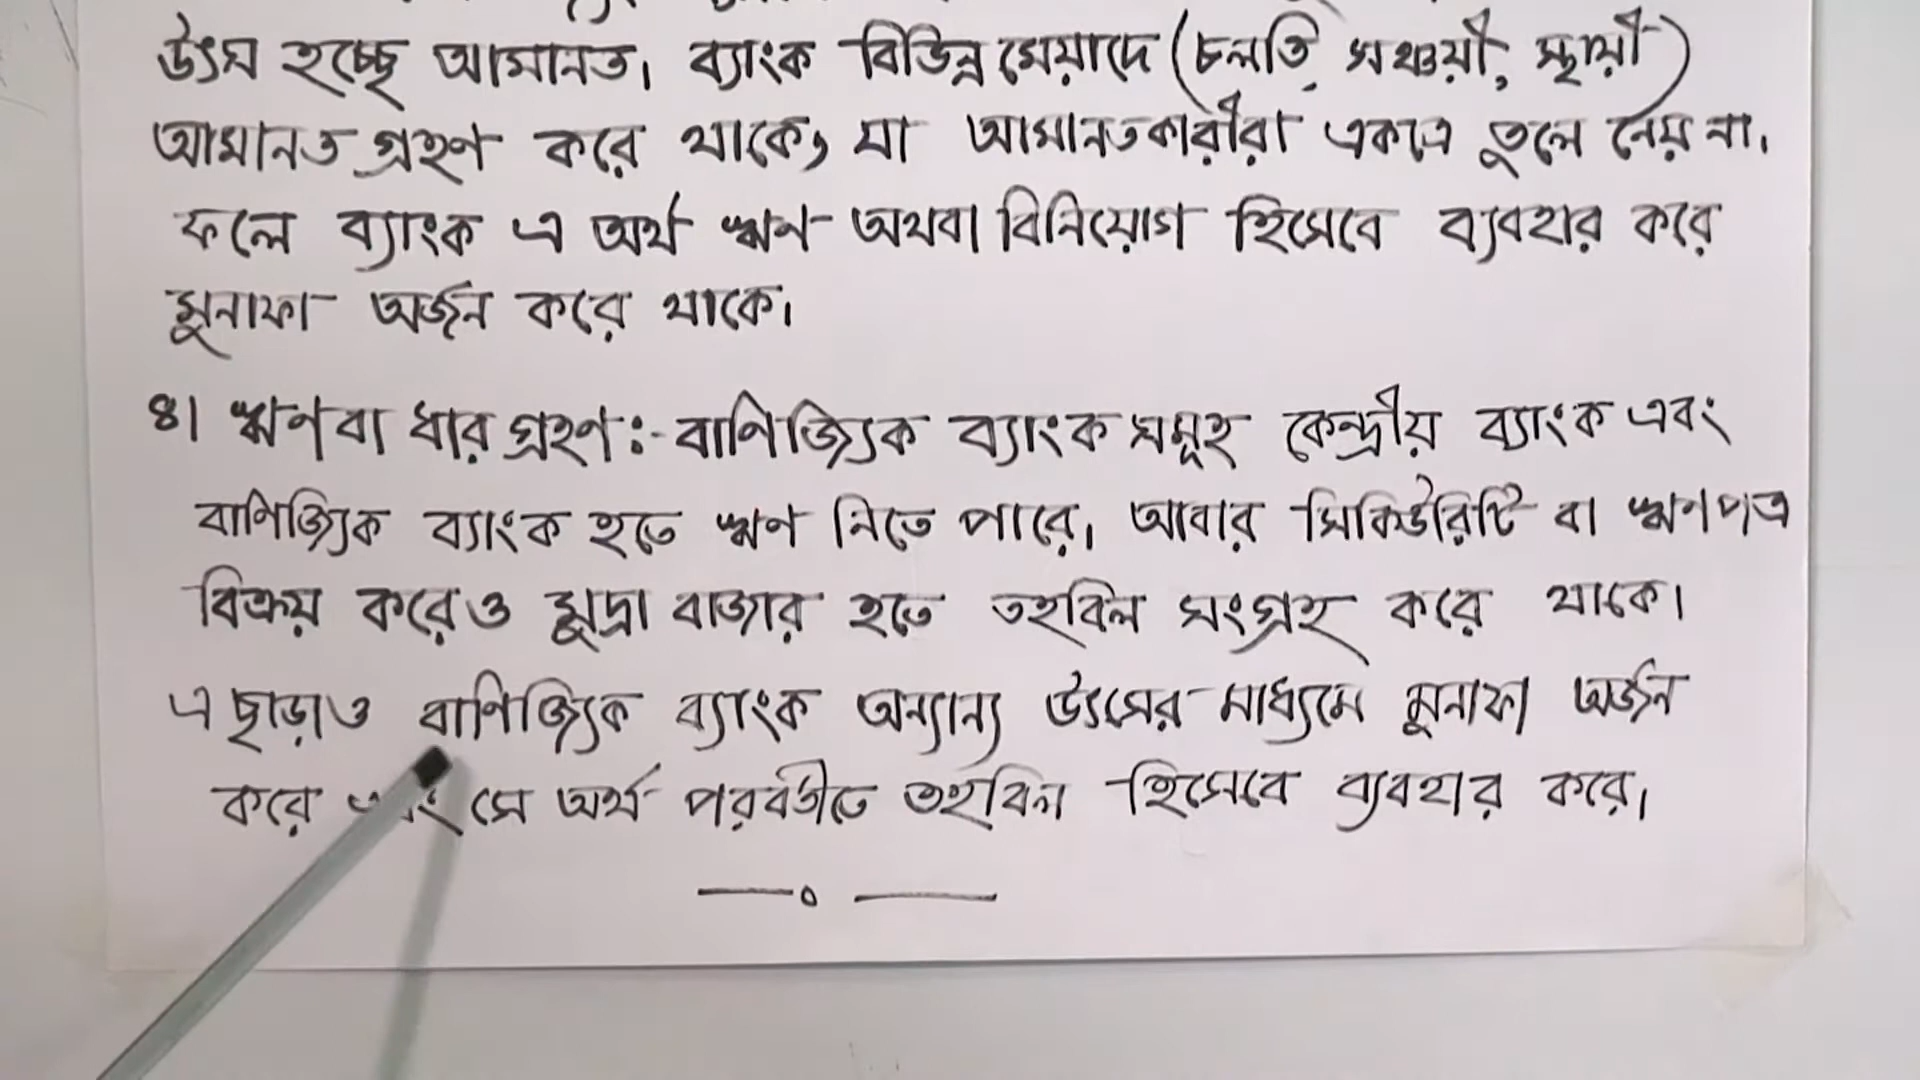 উৎস হচ্ছে আমানত। ব্যাংক বিভিন্ন মেয়াদে (চলতি, সঞ্চয়ী, স্থায়ী)
আমানত গ্রহণ করে থাকে, যা আমানতকারীরা একত্রে তুলে নেয় না।
ফলে ব্যাংক এ অর্থ ঋণ অথবা বিনিয়োগ হিসেবে ব্যবহার করে
মুনাফা অর্জন করে থাকে।
৪। ঋণ বা ধার গ্রহণ:- বাণিজ্যিক ব্যাংক সমূহ কেন্দ্রীয় ব্যাংক এবং
বাণিজ্যিক ব্যাংক হতে ঋণ নিতে পারে। আবার সিকিউরিটি বা ঋণপত্র
বিক্রয় করেও মুদ্রা বাজার হতে তহবিল সংগ্রহ করে থাকে।
এ ছাড়াও বাণিজ্যিক ব্যাংক অন্যান্য উৎসের মাধ্যমে মুনাফা অর্জন
করে সে অর্থ পরবর্তীতে তহবিল হিসেবে ব্যবহার করে।